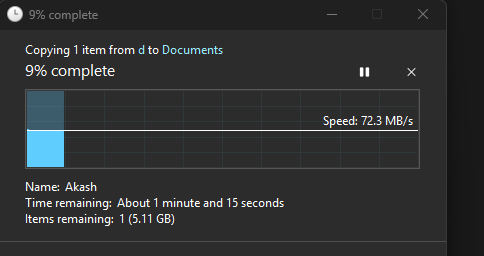 9% complete
Copying 1 item from d to Documents
9% complete
Speed: 72.3 MB/s
Name: Akash
Time remaining: About 1 minute and 15 seconds
Items remaining: 1 (5.11 GB)